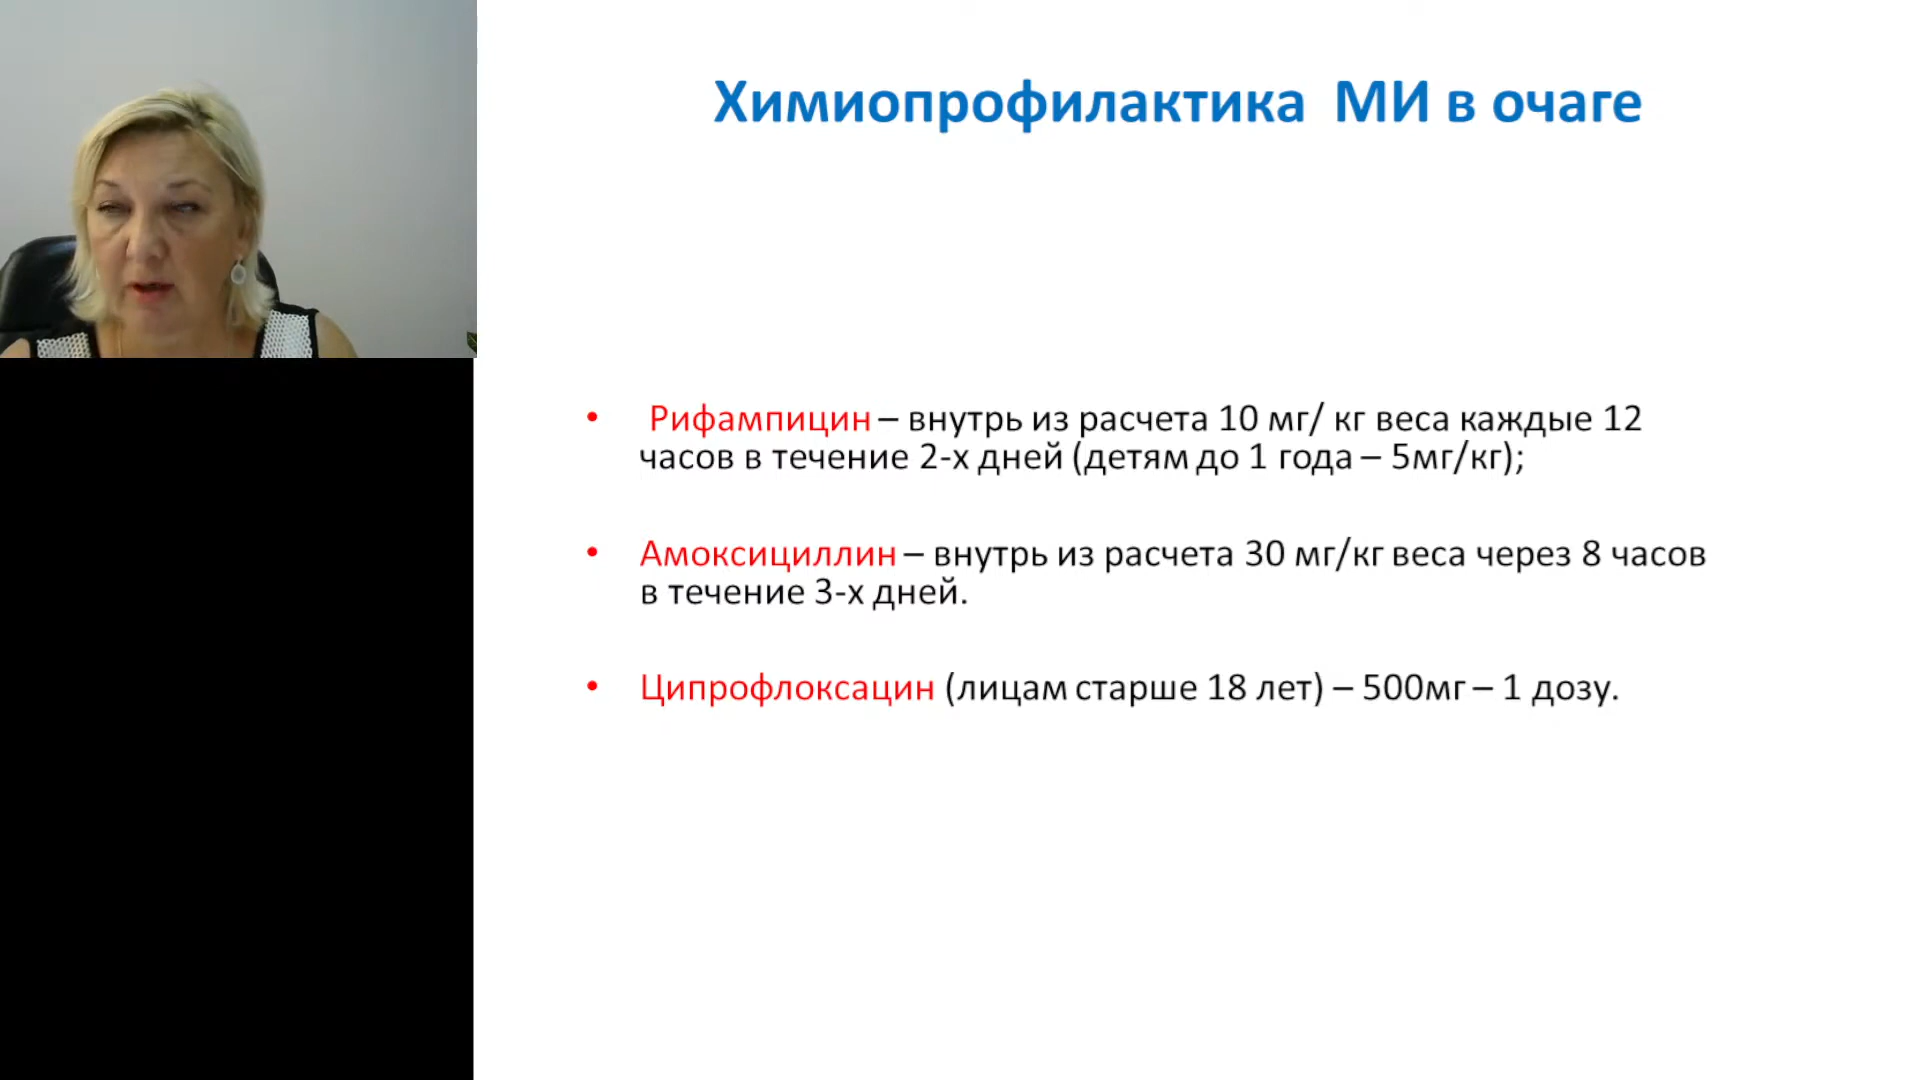 Химиопрофилактика МИ в очаге
• Рифампицин – внутрь из расчета 10 мг/ кг веса каждые 12
часов в течение 2-х дней (детям до 1 года – 5мг/кг);
• Амоксициллин – внутрь из расчета 30 мг/кг веса через 8 часов
в течение 3-х дней.
• Ципрофлоксацин (лицам старше 18 лет) – 500мг – 1 дозу.